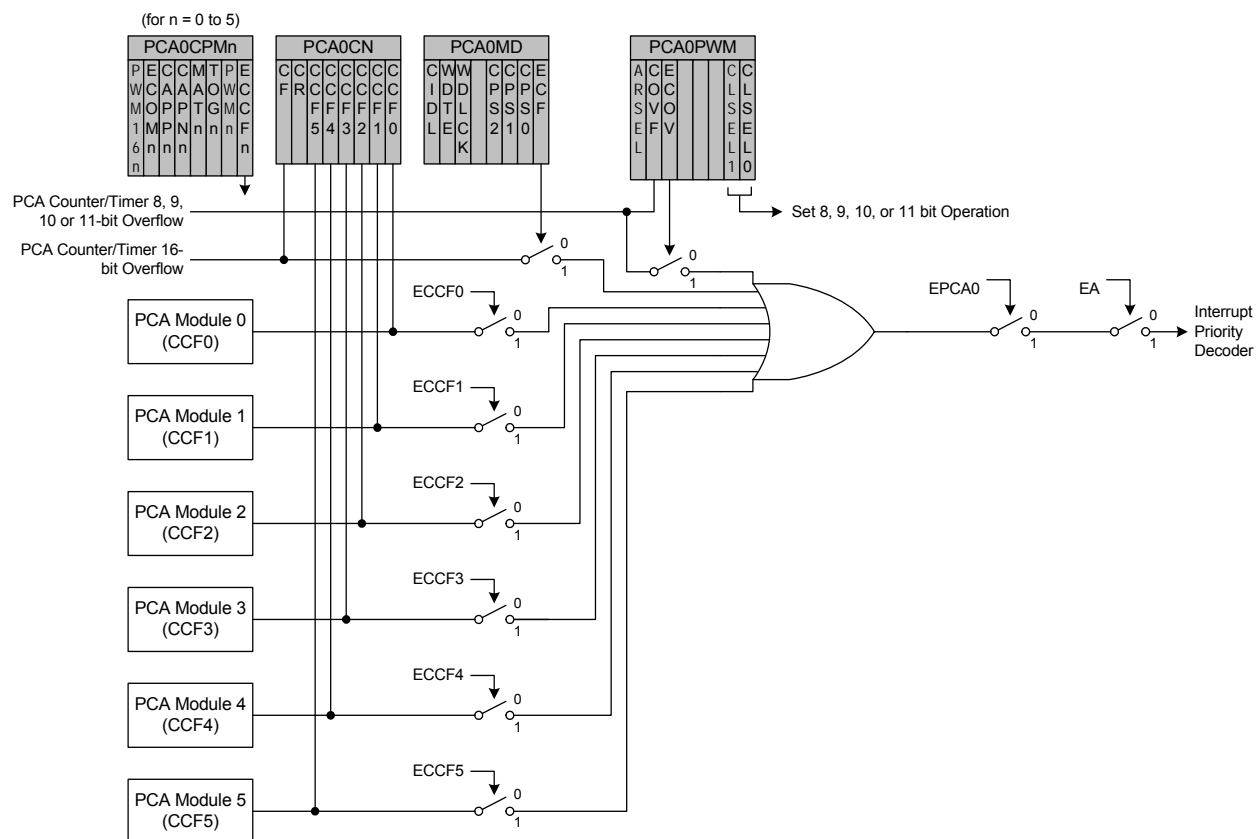 (for n = 0 to 5)
PCA0CPMn
PCA0CN
PCA0MD
PCA0PWM
PWM16n
ECOMn
CAPPn
CAPNn
MATn
TOGn
PWMn
ECCFn
CF
CR
CCF5
CCF4
CCF3
CCF2
CCF1
CCF0
CIDL
WDTE
WDLCK
CPS2
CPS1
CPS0
ECF
ARSEL
COVF
ECOV
CLSEL1
CLSEL0
PCA Counter/Timer 8, 9,
10 or 11-bit Overflow
Set 8, 9, 10, or 11 bit Operation
PCA Counter/Timer 16-
bit Overflow
0
1
0
1
PCA Module 0
(CCF0)
ECCF0
0
1
EPCA0
0
1
EA
0
1
Interrupt
Priority
Decoder
PCA Module 1
(CCF1)
ECCF1
0
1
PCA Module 2
(CCF2)
ECCF2
0
1
PCA Module 3
(CCF3)
ECCF3
0
1
PCA Module 4
(CCF4)
ECCF4
0
1
PCA Module 5
(CCF5)
ECCF5
0
1